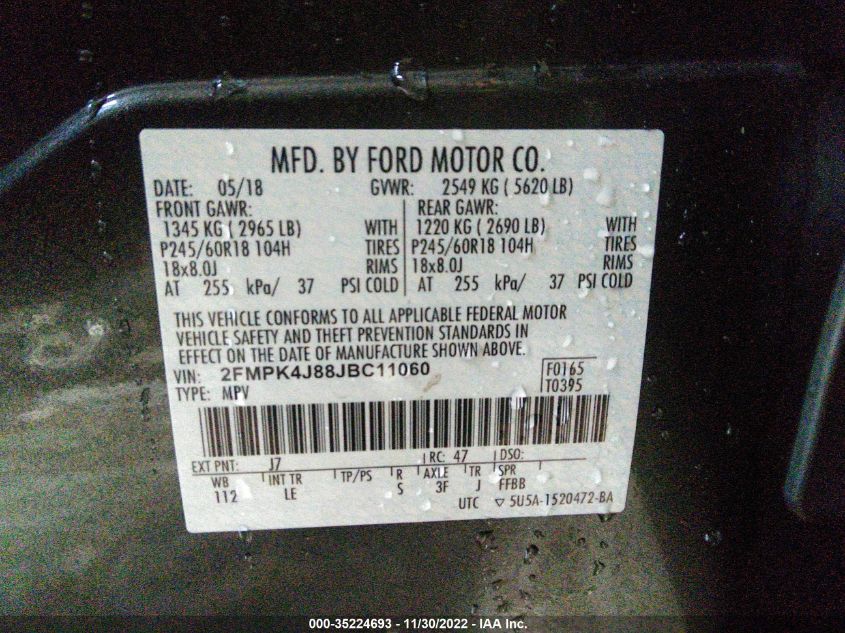 MFD. BY FORD MOTOR CO.
DATE: 05/18 GVWR: 2549 KG ( 5620 LB)
FRONT GAWR: REAR GAWR:
1345 KG ( 2965 LB) WITH 1220 KG ( 2690 LB) WITH
P245/60R18 104H TIRES P245/60R18 104H TIRES
18x8.0J RIMS 18x8.0J RIMS
AT 255 kPa/ 37 PSI COLD AT 255 kPa/ 37 PSI COLD
THIS VEHICLE CONFORMS TO ALL APPLICABLE FEDERAL MOTOR
VEHICLE SAFETY AND THEFT PREVENTION STANDARDS IN
EFFECT ON THE DATE OF MANUFACTURE SHOWN ABOVE.
VIN: 2FMPK4J88JBC11060 F0165
TYPE: MPV T0395
EXT PNT: J7 RC: 47 DSO:
WB INT TR TP/PS R AXLE TR SPR
112 LE S 3F J FFBB
UTC ▽ 5U5A-1520472-BA
000-35224693 - 11/30/2022 - IAA Inc.